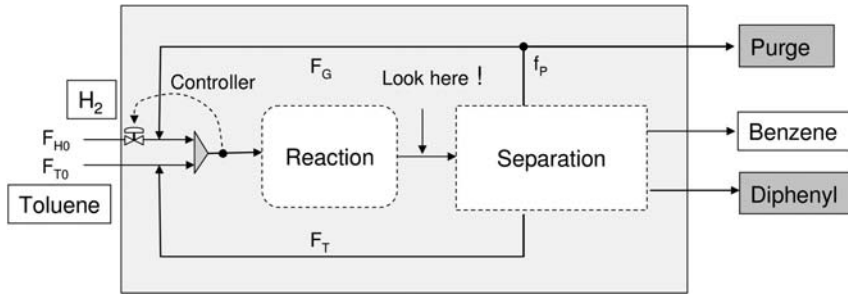 Purge
F_G
f_P
Look here !
Controller
H₂
F_H0
Reaction
Separation
Benzene
F_T0
Toluene
Diphenyl
F_T